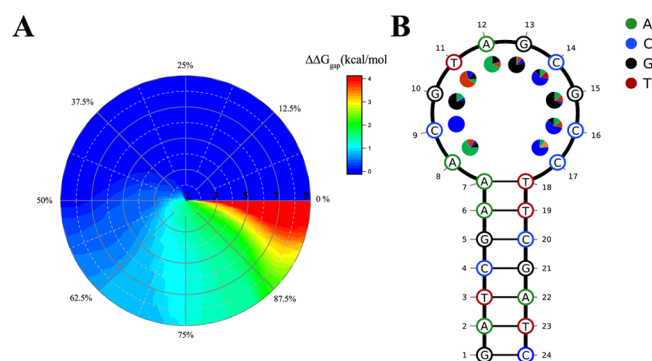 A
ΔΔG gap (kcal/mol
25%
37.5%
12.5%
50%
0 %
62.5%
87.5%
75%
4
3
2
1
0
B
A
C
G
T
12
13
11
A
G
14
T
C
10
G
G
15
9
C
C
16
8
A
C
17
7
A
T
18
6
A
T
19
5
G
C
20
4
C
G
21
3
T
A
22
2
A
T
23
1
G
C
24